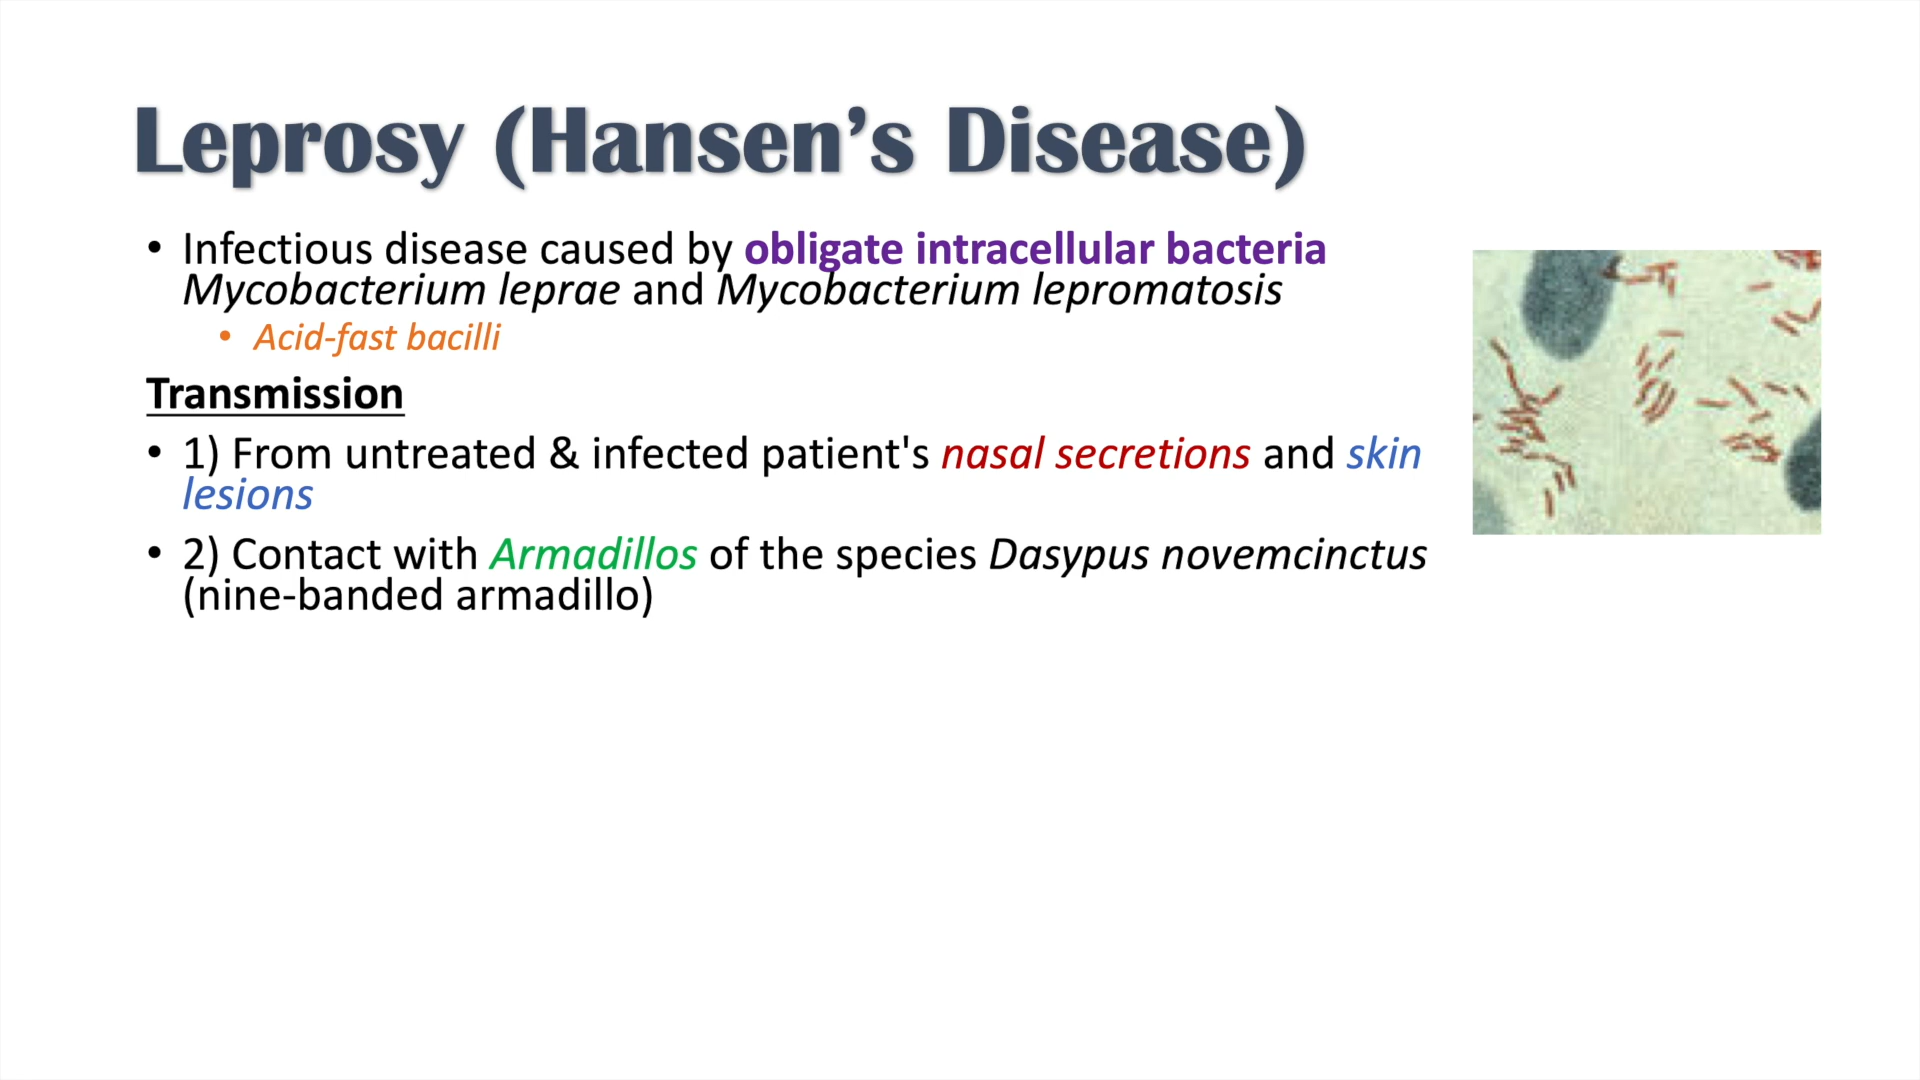 Leprosy (Hansen’s Disease)
• Infectious disease caused by obligate intracellular bacteria
Mycobacterium leprae and Mycobacterium lepromatosis
• Acid-fast bacilli
Transmission
• 1) From untreated & infected patient's nasal secretions and skin
lesions
• 2) Contact with Armadillos of the species Dasypus novemcinctus
(nine-banded armadillo)